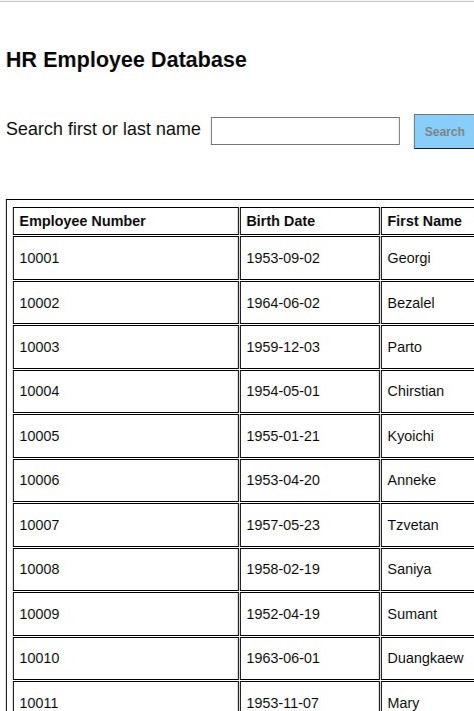 HR Employee Database
Search first or last name Search
Employee Number Birth Date First Name
10001 1953-09-02 Georgi
10002 1964-06-02 Bezalel
10003 1959-12-03 Parto
10004 1954-05-01 Chirstian
10005 1955-01-21 Kyoichi
10006 1953-04-20 Anneke
10007 1957-05-23 Tzvetan
10008 1958-02-19 Saniya
10009 1952-04-19 Sumant
10010 1963-06-01 Duangkaew
10011 1953-11-07 Mary